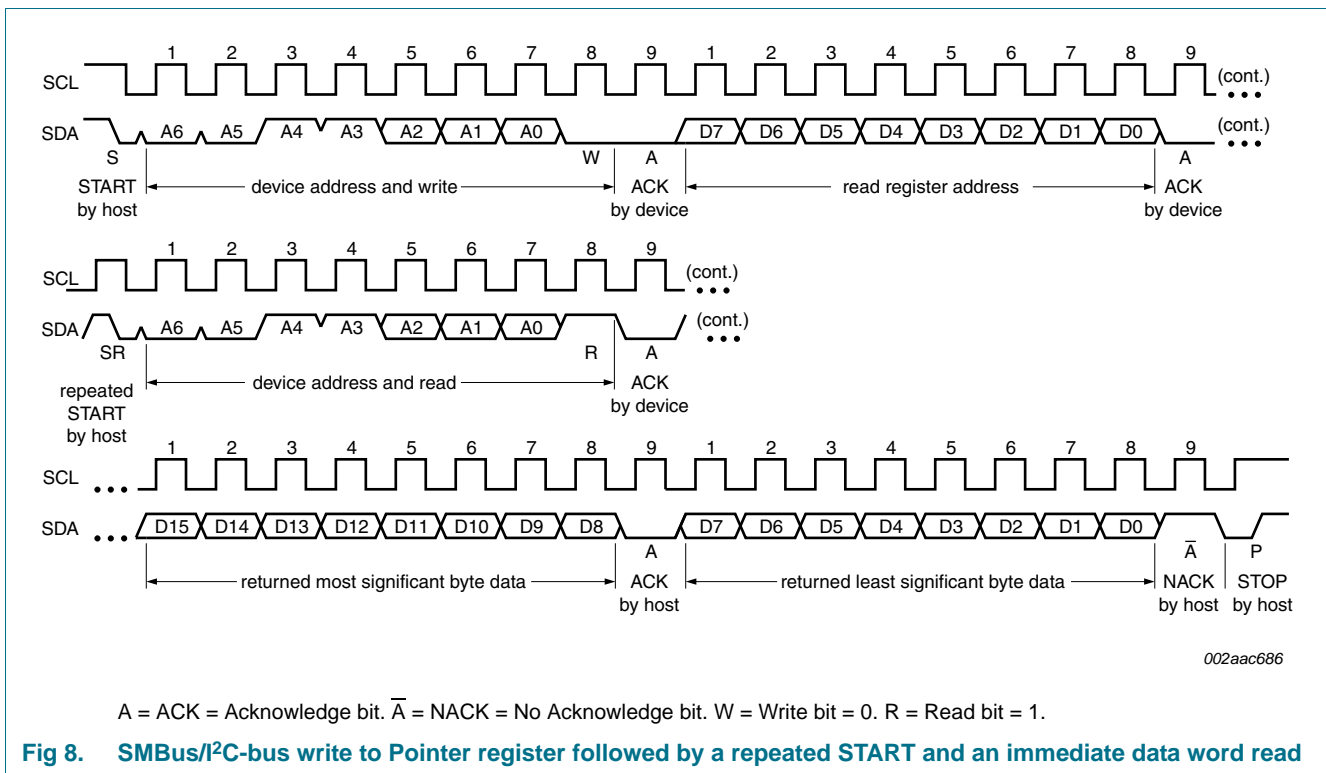 1 2 3 4 5 6 7 8 9 1 2 3 4 5 6 7 8 9
SCL (cont.)
SDA A6 A5 A4 A3 A2 A1 A0 D7 D6 D5 D4 D3 D2 D1 D0 (cont.)
S W A A
START device address and write ACK read register address ACK
by host by device by device
1 2 3 4 5 6 7 8 9
SCL (cont.)
SDA A6 A5 A4 A3 A2 A1 A0 (cont.)
SR R A
repeated device address and read ACK
START by device
by host
1 2 3 4 5 6 7 8 9 1 2 3 4 5 6 7 8 9
SCL
SDA D15 D14 D13 D12 D11 D10 D9 D8 D7 D6 D5 D4 D3 D2 D1 D0
A A̅ P
returned most significant byte data ACK returned least significant byte data NACK STOP
by host by host by host
002aac686
A = ACK = Acknowledge bit. A̅ = NACK = No Acknowledge bit. W = Write bit = 0. R = Read bit = 1.
Fig 8. SMBus/I²C-bus write to Pointer register followed by a repeated START and an immediate data word read